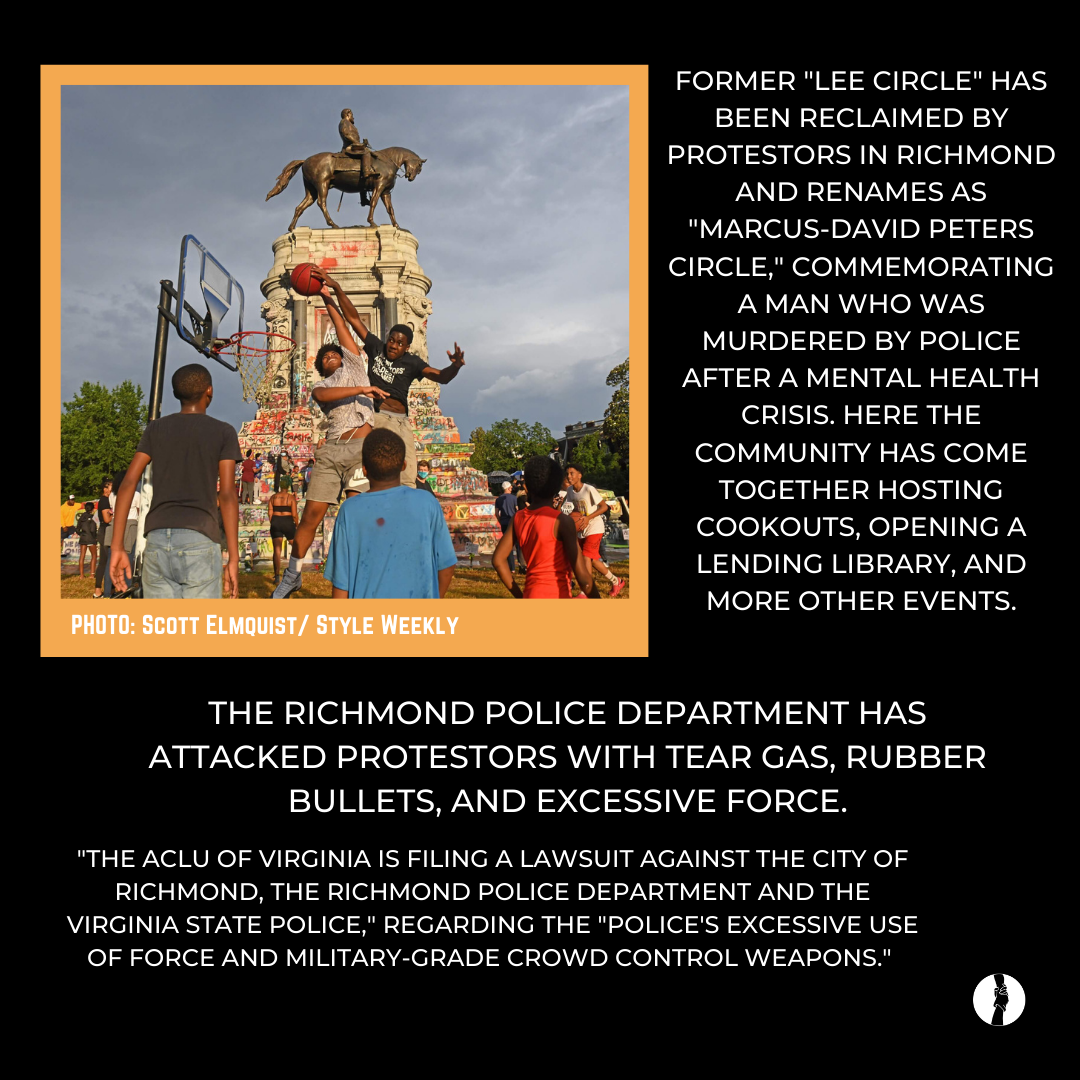 FORMER "LEE CIRCLE" HAS
BEEN RECLAIMED BY
PROTESTORS IN RICHMOND
AND RENAMES AS
"MARCUS-DAVID PETERS
CIRCLE," COMMEMORATING
A MAN WHO WAS
MURDERED BY POLICE
AFTER A MENTAL HEALTH
CRISIS. HERE THE
COMMUNITY HAS COME
TOGETHER HOSTING
COOKOUTS, OPENING A
LENDING LIBRARY, AND
MORE OTHER EVENTS.
PHOTO: SCOTT ELMQUIST/ STYLE WEEKLY
THE RICHMOND POLICE DEPARTMENT HAS
ATTACKED PROTESTORS WITH TEAR GAS, RUBBER
BULLETS, AND EXCESSIVE FORCE.
"THE ACLU OF VIRGINIA IS FILING A LAWSUIT AGAINST THE CITY OF
RICHMOND, THE RICHMOND POLICE DEPARTMENT AND THE
VIRGINIA STATE POLICE," REGARDING THE "POLICE'S EXCESSIVE USE
OF FORCE AND MILITARY-GRADE CROWD CONTROL WEAPONS."